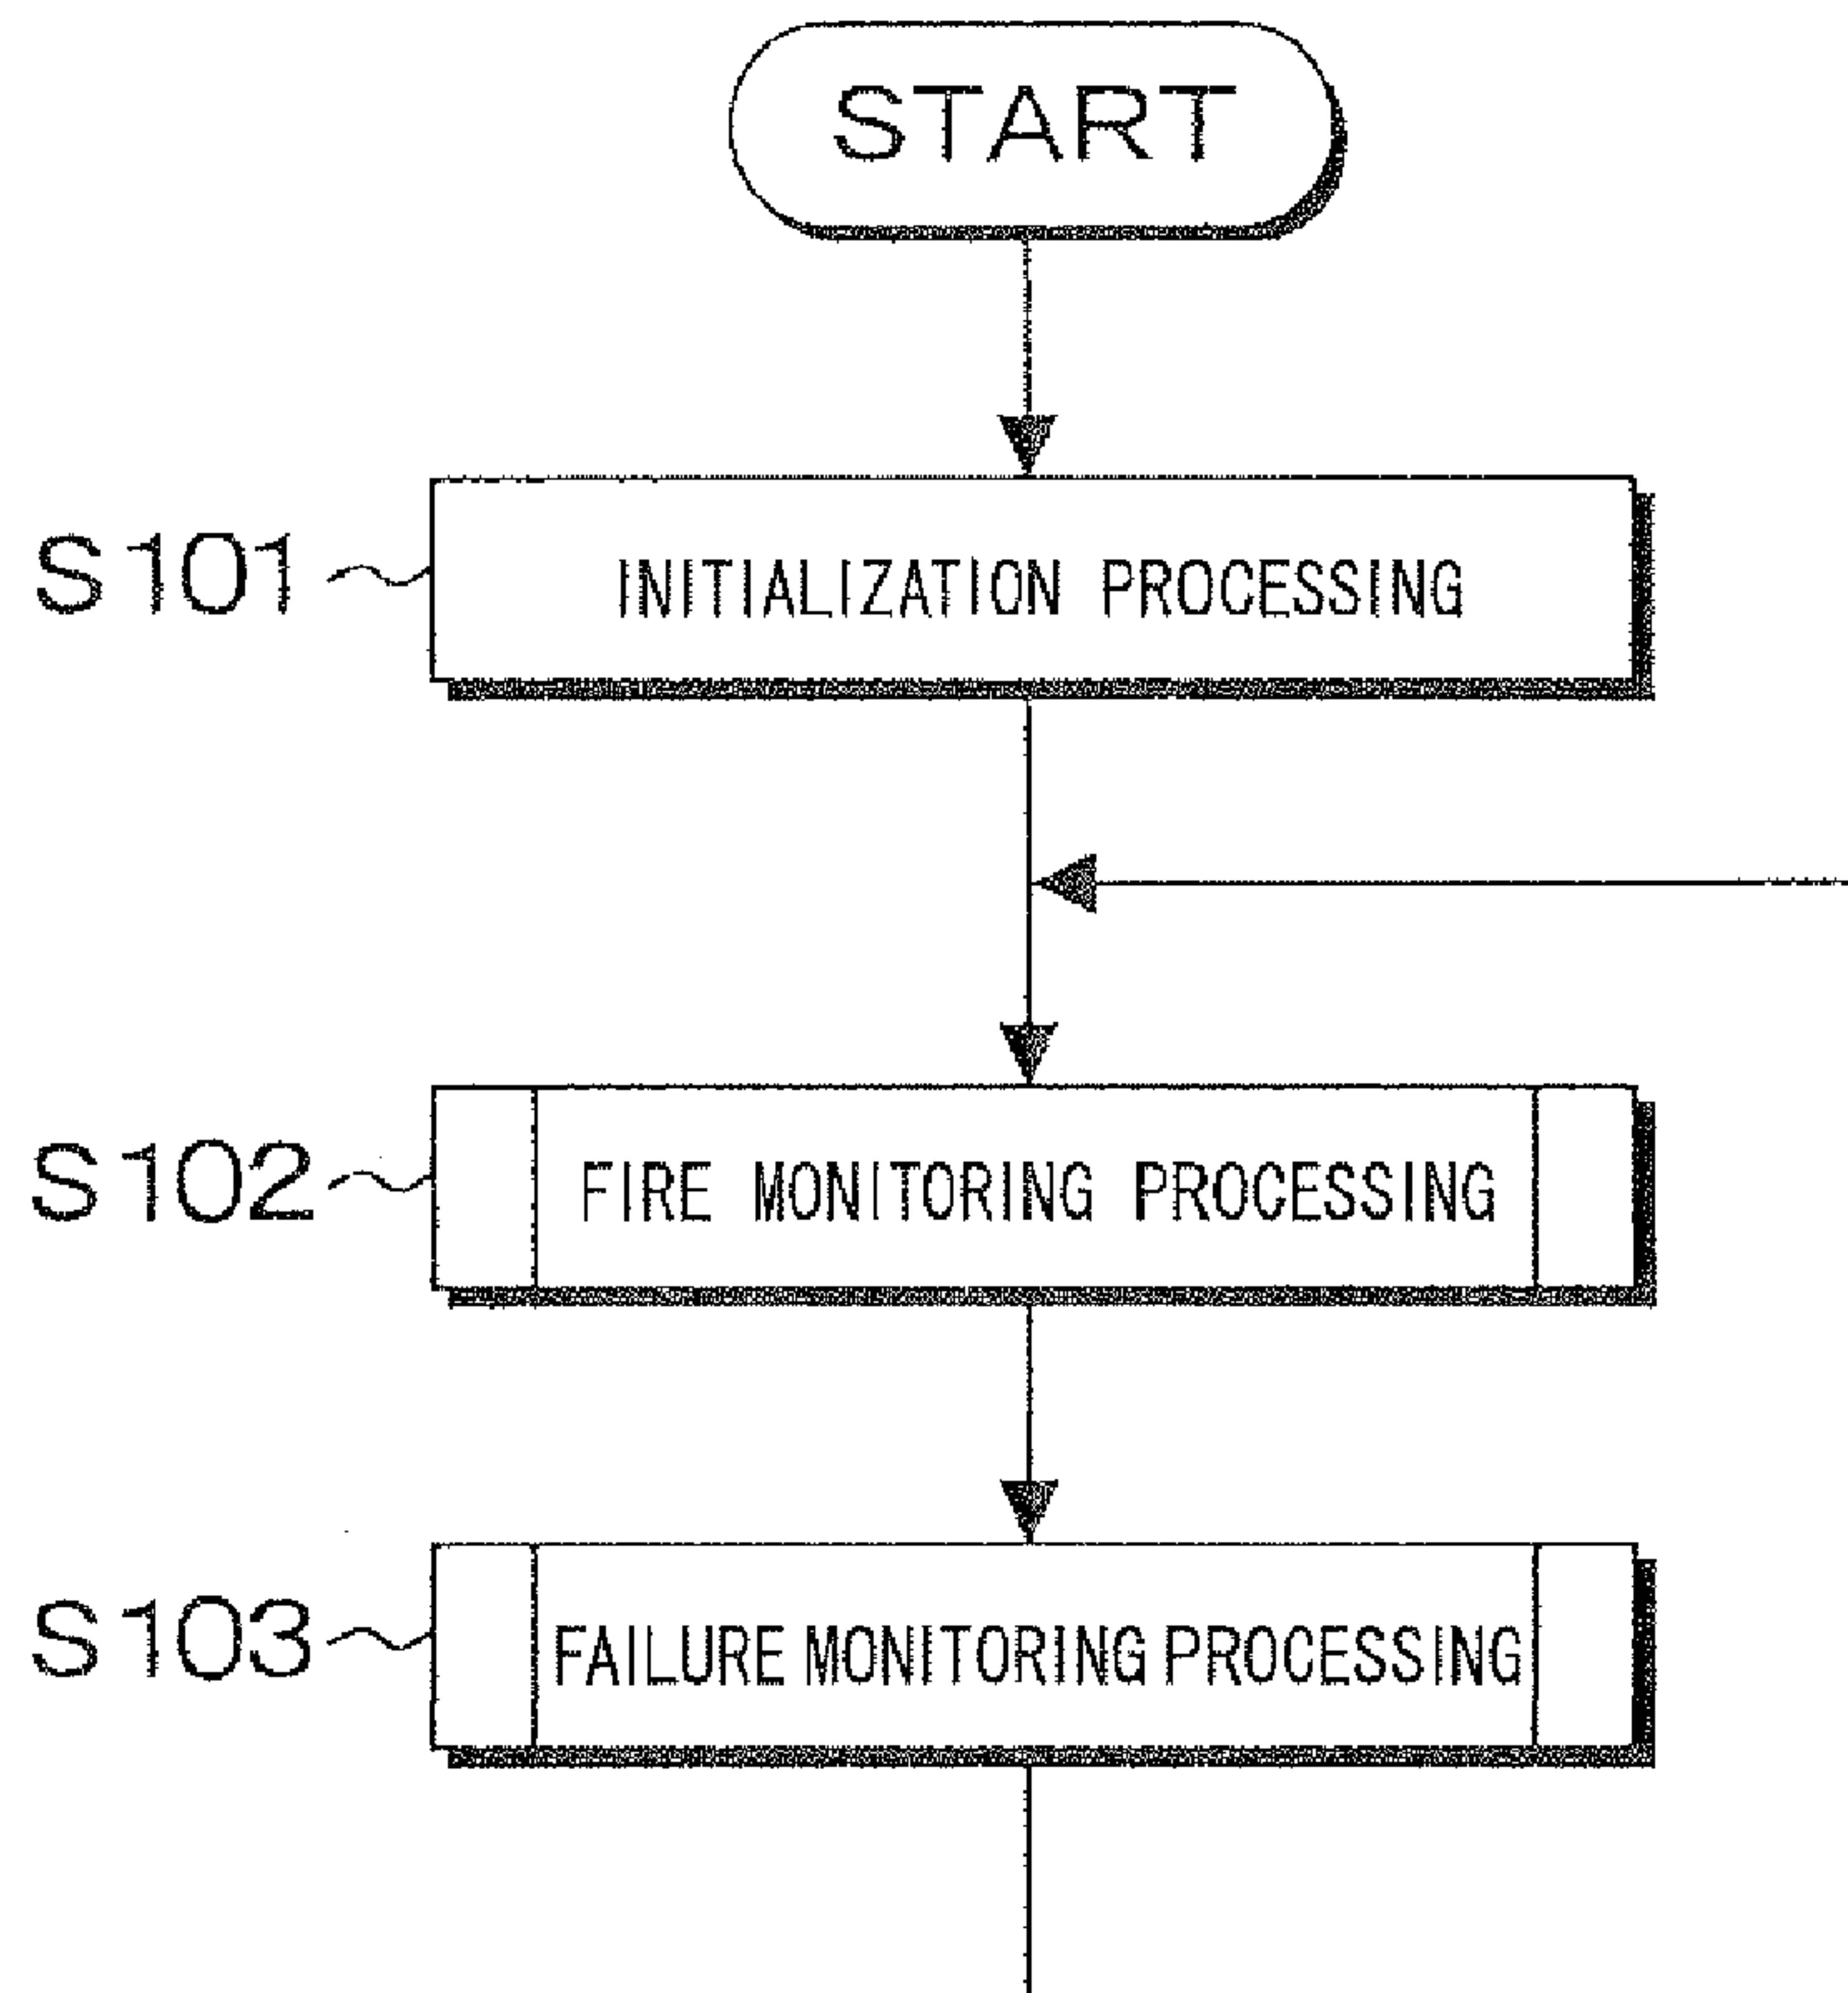 START
S101 INITIALIZATION PROCESSING
S102 FIRE MONITORING PROCESSING
S103 FAILURE MONITORING PROCESSING